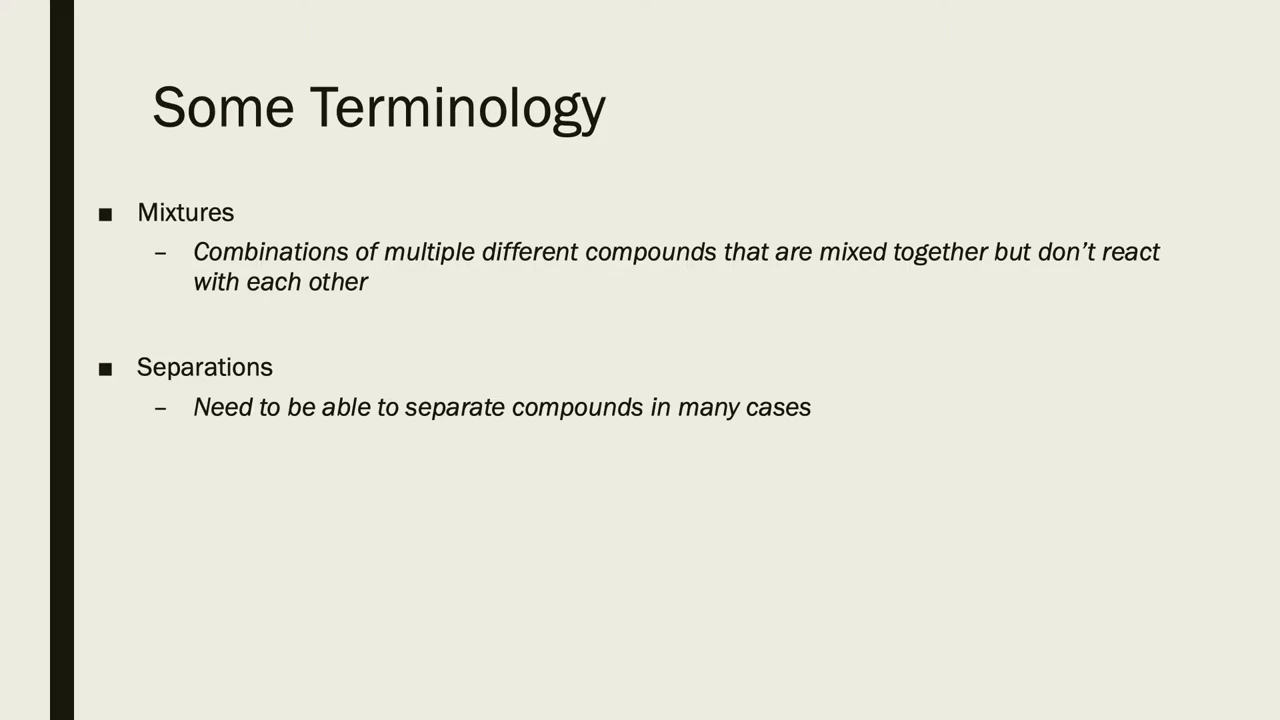 Some Terminology
■ Mixtures
– Combinations of multiple different compounds that are mixed together but don’t react
with each other
■ Separations
– Need to be able to separate compounds in many cases